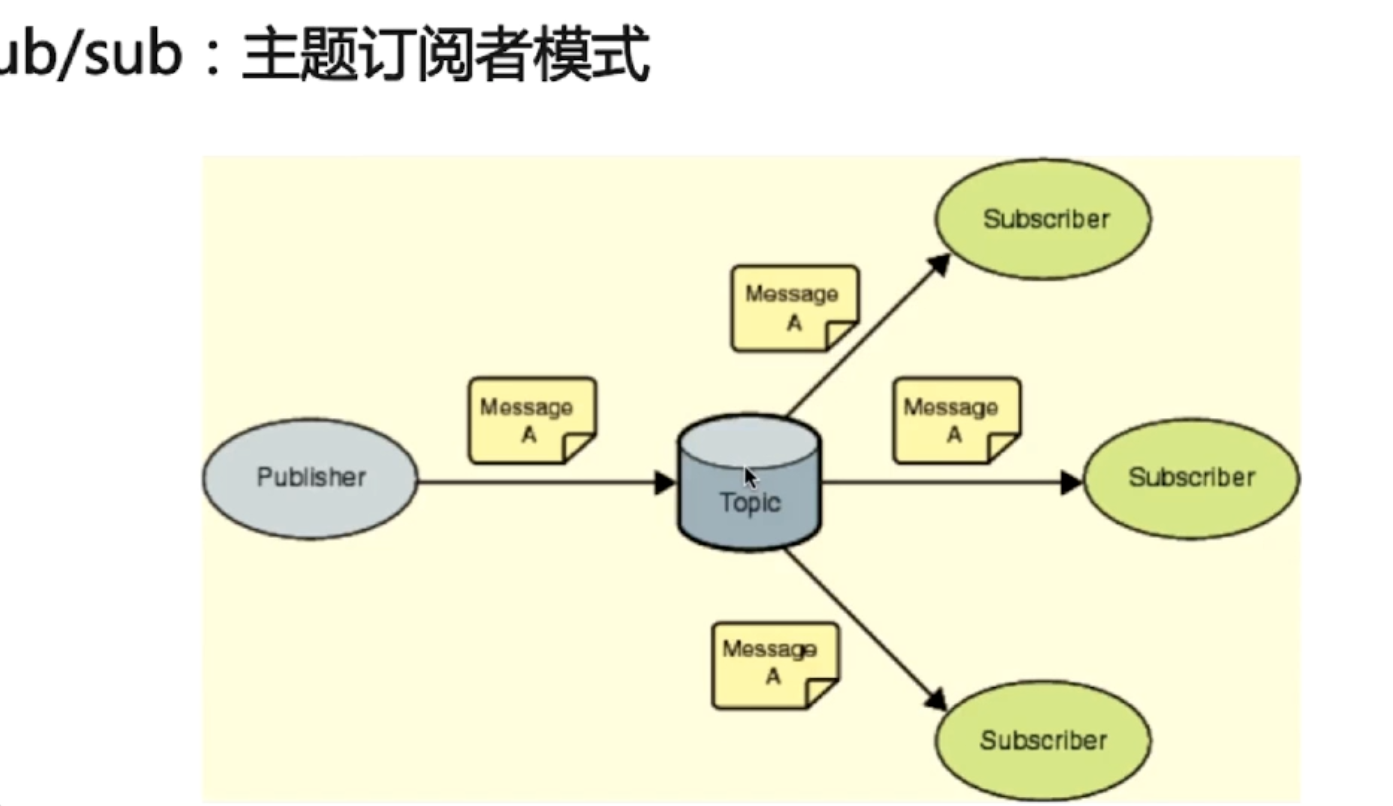 ub/sub：主题订阅者模式
Subscriber
Message
A
Message
A
Message
A
Publisher
Topic
Subscriber
Message
A
Subscriber